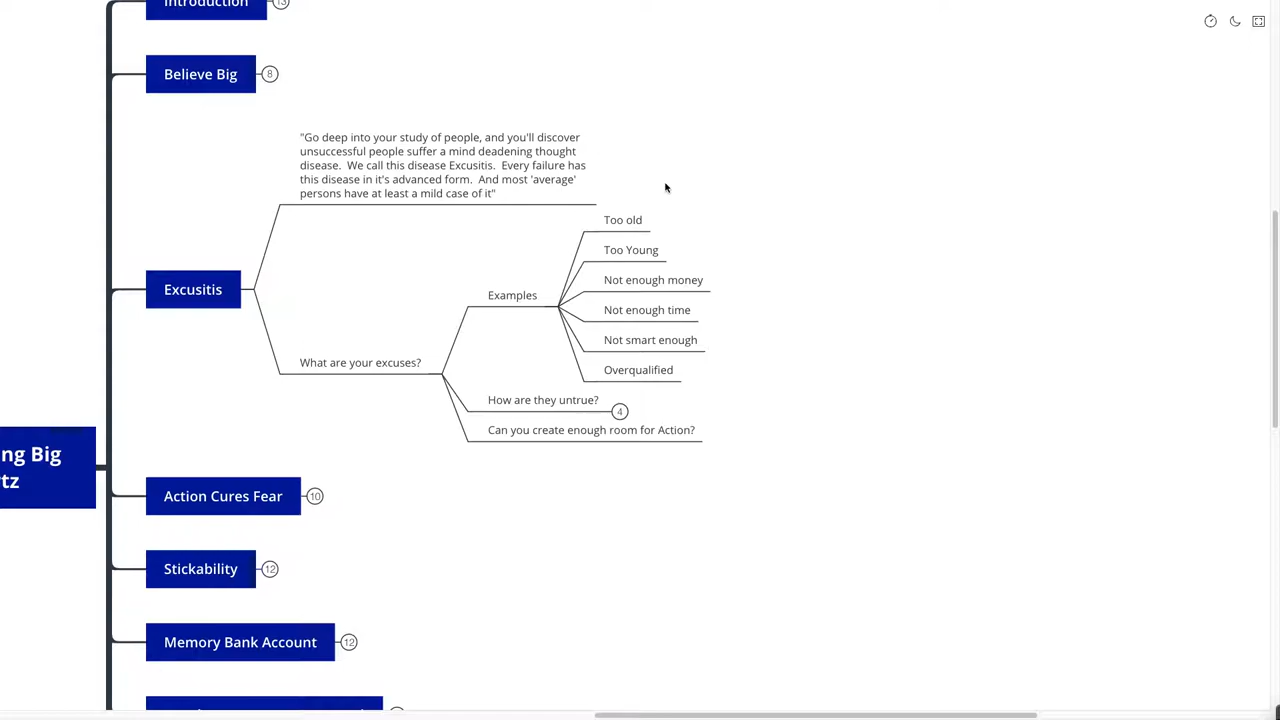 Introduction
13
Believe Big
8
"Go deep into your study of people, and you'll discover
unsuccessful people suffer a mind deadening thought
disease.  We call this disease Excusitis.  Every failure has
this disease in it's advanced form.  And most 'average'
persons have at least a mild case of it"
Excusitis
What are your excuses?
Examples
Too old
Too Young
Not enough money
Not enough time
Not smart enough
Overqualified
How are they untrue?
4
Can you create enough room for Action?
ng Big
tz
Action Cures Fear
10
Stickability
12
Memory Bank Account
12